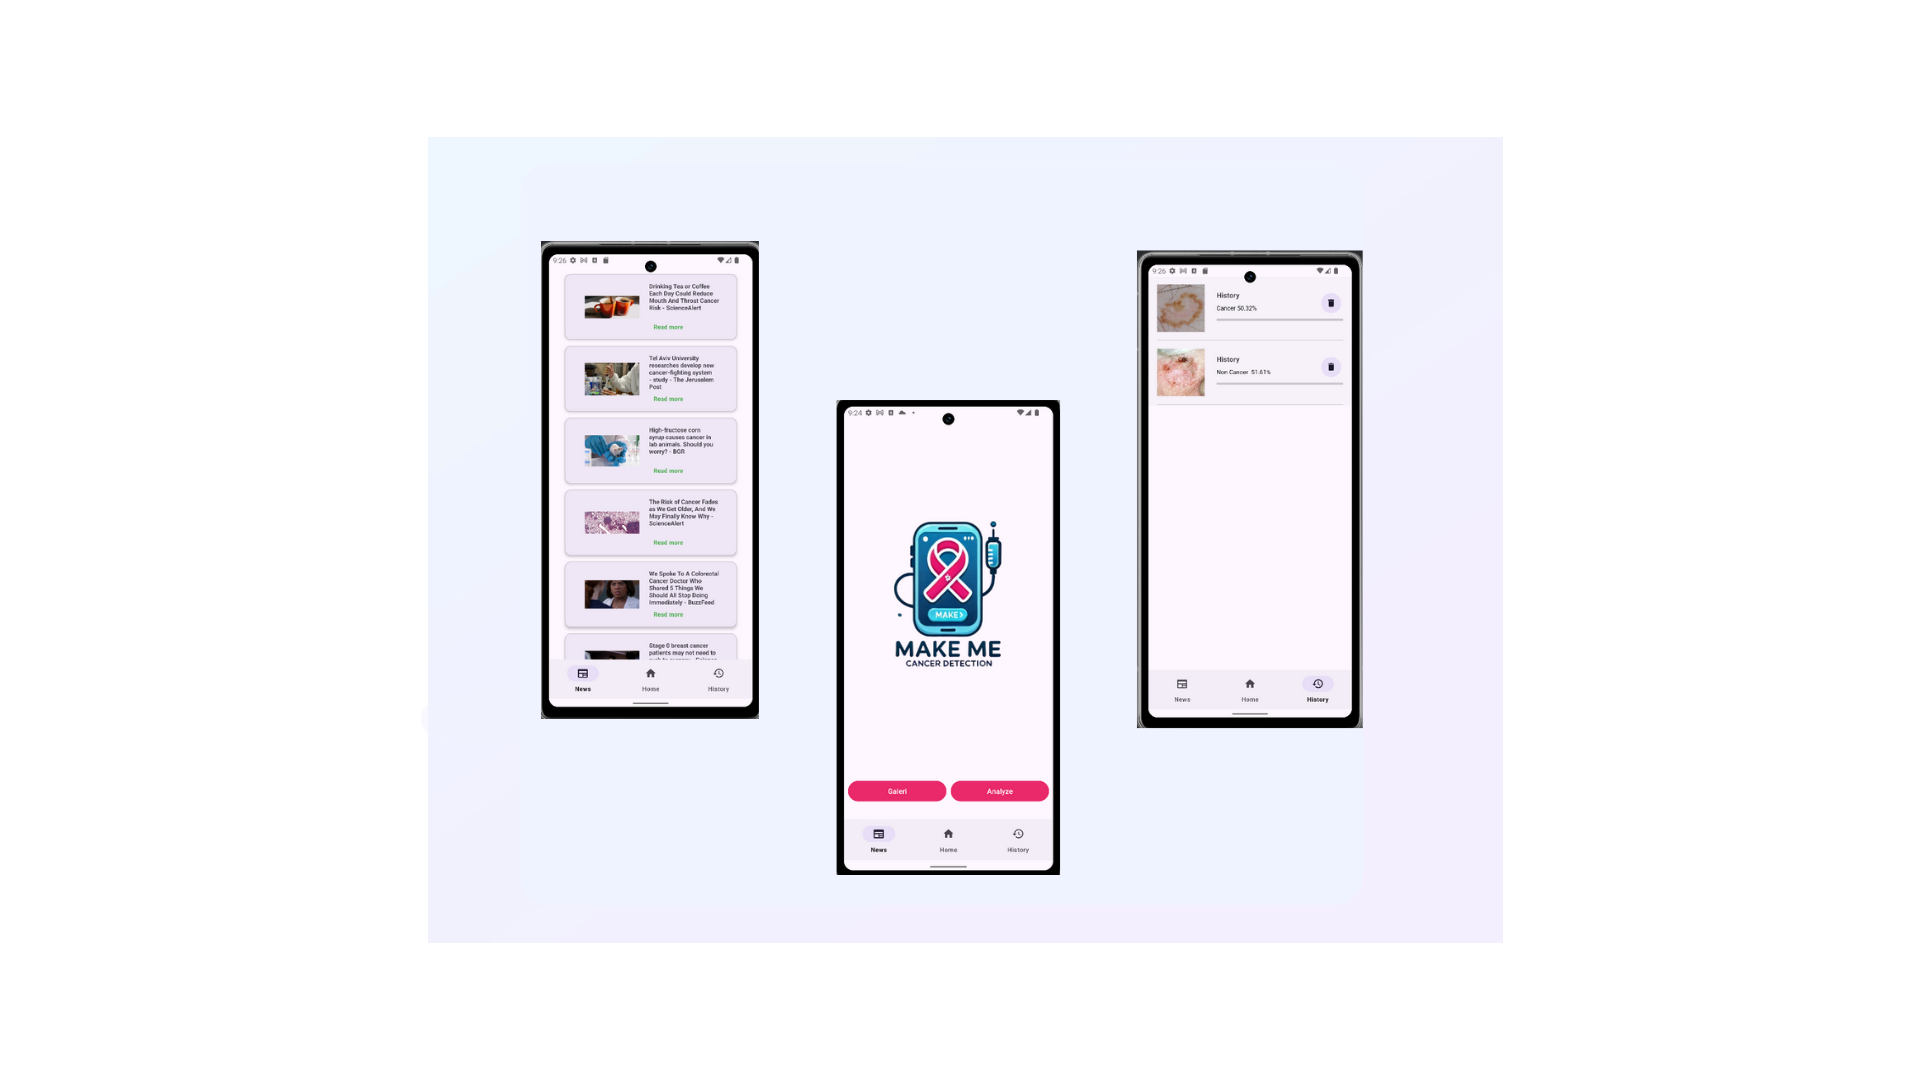 9:26
Drinking Tea or Coffee
Each Day Could Reduce
Mouth And Throat Cancer
Risk - ScienceAlert
Read more
Tel Aviv University
researches develop new
cancer-fighting system
- study - The Jerusalem
Post
Read more
High-fructose corn
syrup causes cancer in
lab animals. Should you
worry? - BGR
Read more
The Risk of Cancer Fades
as We Get Older, And We
May Finally Know Why -
ScienceAlert
Read more
We Spoke To A Colorectal
Cancer Doctor Who
Shared 5 Things We
Should All Stop Doing
Immediately - BuzzFeed
Read more
Stage 0 breast cancer
patients may not need to
News
Home
History
9:24
MAKE
MAKE ME
CANCER DETECTION
Galeri
Analyze
News
Home
History
9:26
History
Cancer 50.32%
History
Non Cancer 51.61%
News
Home
History